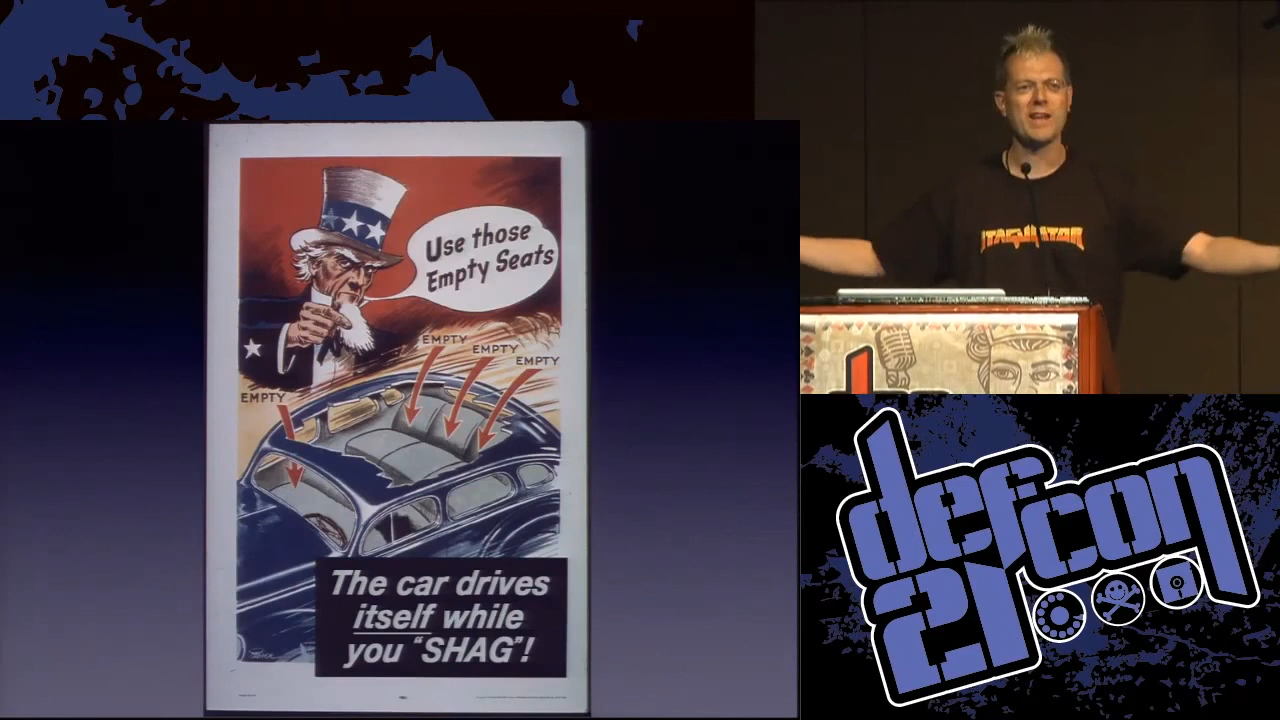 Use those
Empty Seats
EMPTY
EMPTY
EMPTY
EMPTY
The car drives
itself while
you "SHAG"!
defcon
21